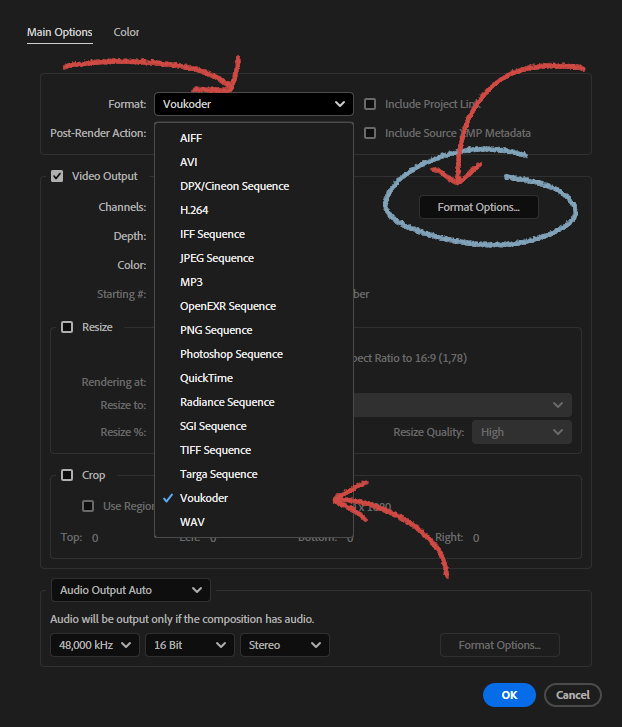 Main Options Color
Format: Voukoder Include Project Link
Post-Render Action: Include Source XMP Metadata
AIFF
AVI
Video Output
DPX/Cineon Sequence
Channels: H.264 Format Options...
Depth: IFF Sequence
Color: JPEG Sequence
MP3
Starting #: ber
OpenEXR Sequence
Resize PNG Sequence
Photoshop Sequence pect Ratio to 16:9 (1,78)
Rendering at: QuickTime
Resize to: Radiance Sequence
Resize %: SGI Sequence Resize Quality: High
TIFF Sequence
Crop Targa Sequence
Voukoder
Use Region
WAV
Top: 0 Left: 0 Bottom: 0 Right: 0
Audio Output Auto
Audio will be output only if the composition has audio.
48,000 kHz 16 Bit Stereo Format Options...
OK Cancel